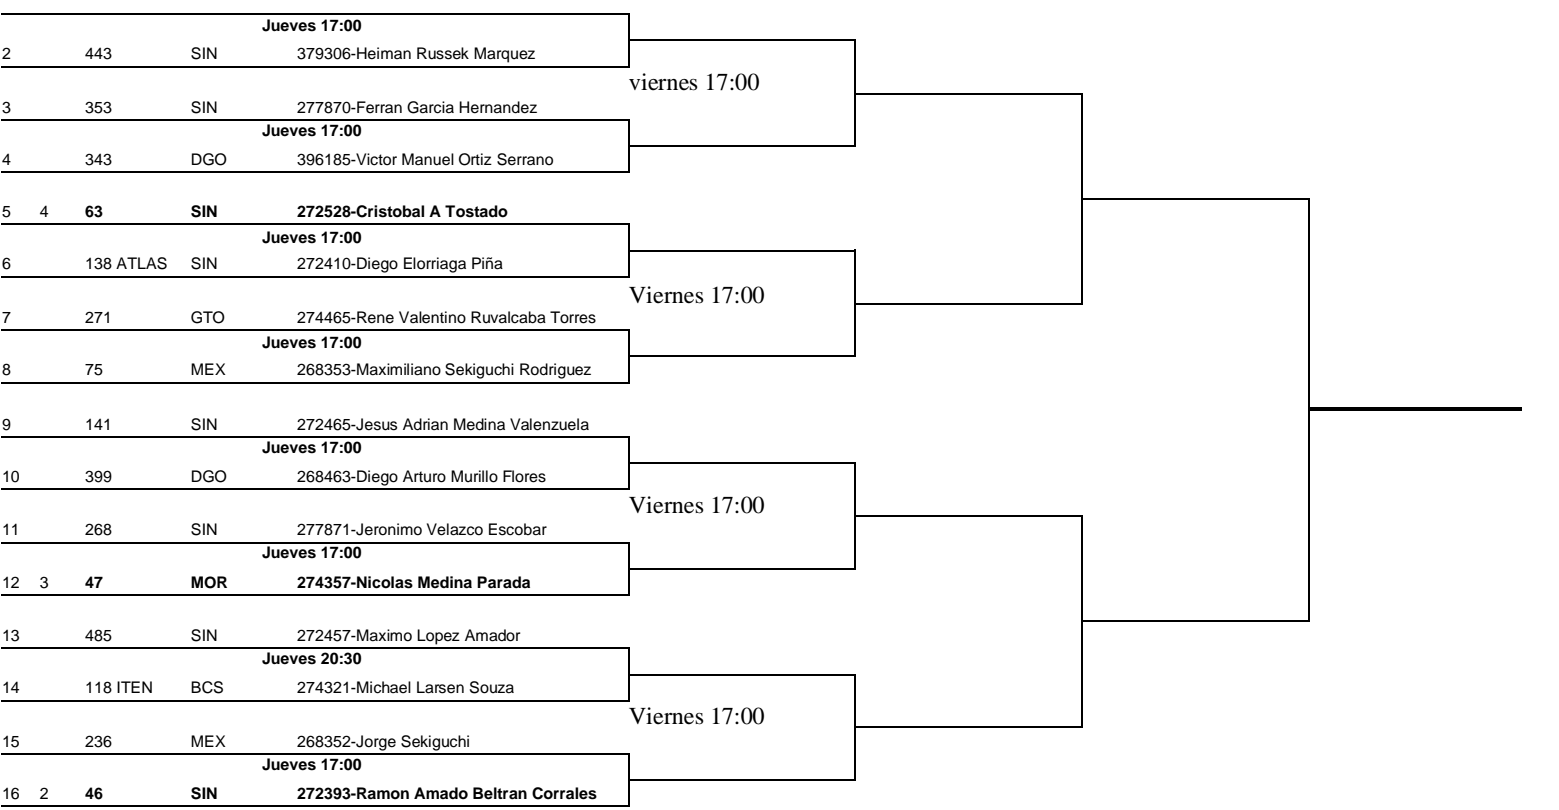 Jueves 17:00
2 443 SIN 379306-Heiman Russek Marquez
viernes 17:00
3 353 SIN 277870-Ferran Garcia Hernandez
Jueves 17:00
4 343 DGO 396185-Victor Manuel Ortiz Serrano
5 4 63 SIN 272528-Cristobal A Tostado
Jueves 17:00
6 138 ATLAS SIN 272410-Diego Elorriaga Piña
Viernes 17:00
7 271 GTO 274465-Rene Valentino Ruvalcaba Torres
Jueves 17:00
8 75 MEX 268353-Maximiliano Sekiguchi Rodriguez
9 141 SIN 272465-Jesus Adrian Medina Valenzuela
Jueves 17:00
10 399 DGO 268463-Diego Arturo Murillo Flores
Viernes 17:00
11 268 SIN 277871-Jeronimo Velazco Escobar
Jueves 17:00
12 3 47 MOR 274357-Nicolas Medina Parada
13 485 SIN 272457-Maximo Lopez Amador
Jueves 20:30
14 118 ITEN BCS 274321-Michael Larsen Souza
Viernes 17:00
15 236 MEX 268352-Jorge Sekiguchi
Jueves 17:00
16 2 46 SIN 272393-Ramon Amado Beltran Corrales